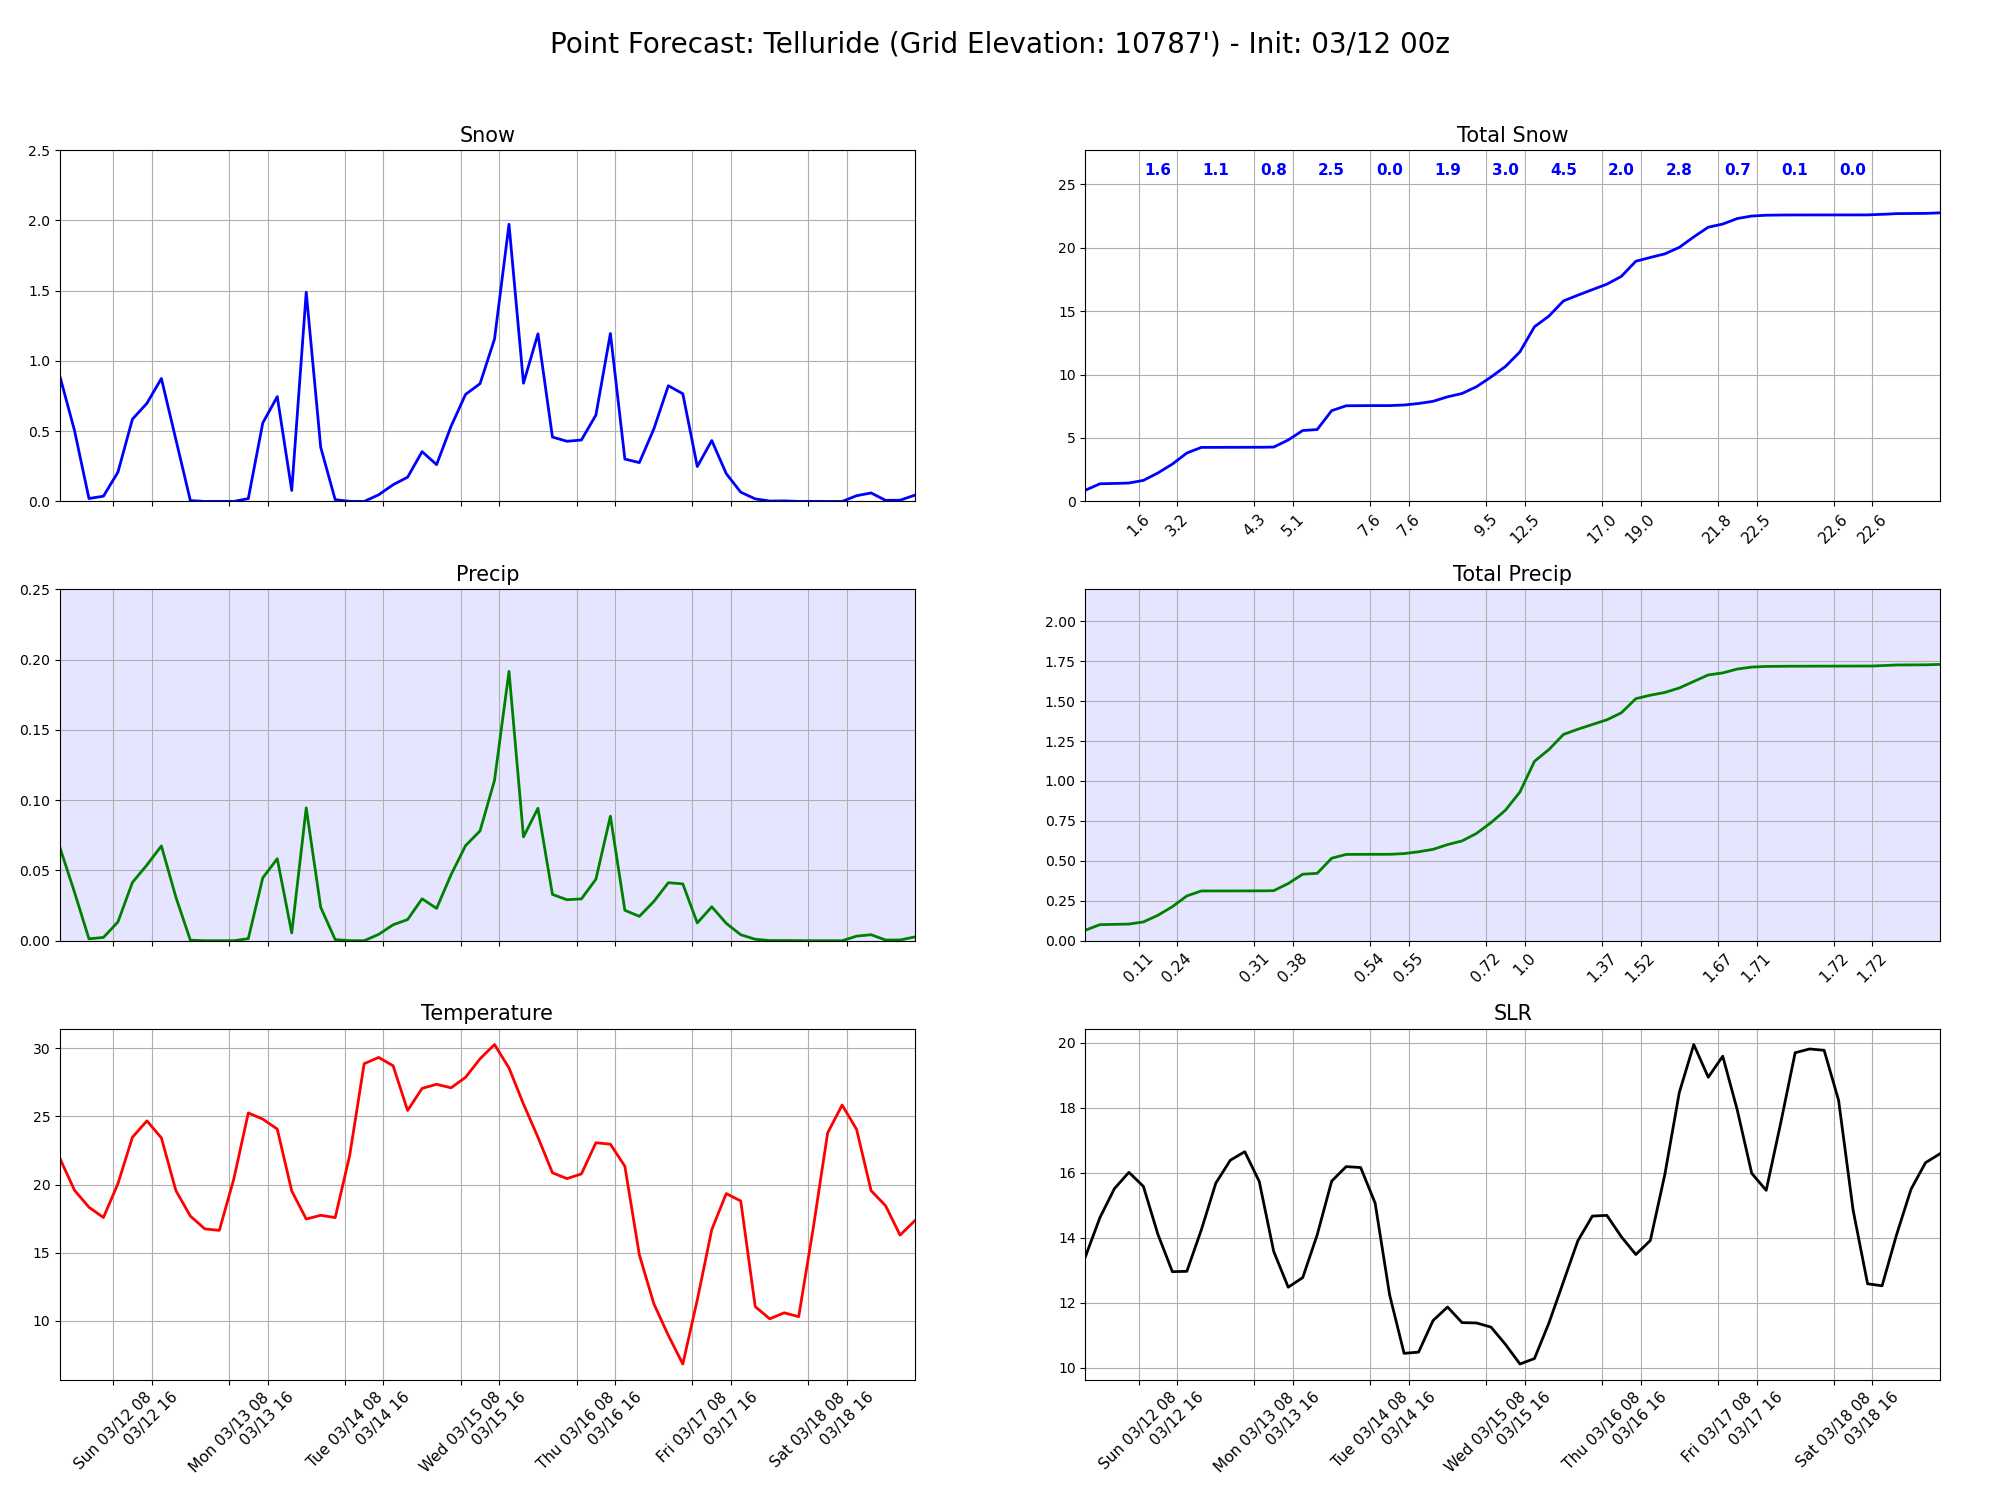 Point Forecast: Telluride (Grid Elevation: 10787') - Init: 03/12 00z
Snow
2.5
2.0
1.5
1.0
0.5
0.0
Total Snow
1.6 1.1 0.8 2.5 0.0 1.9 3.0 4.5 2.0 2.8 0.7 0.1 0.0
25
20
15
10
5
0
1.6 3.2 4.3 5.1 7.6 7.6 9.5 12.5 17.0 19.0 21.8 22.5 22.6 22.6
Precip
0.25
0.20
0.15
0.10
0.05
0.00
Total Precip
2.00
1.75
1.50
1.25
1.00
0.75
0.50
0.25
0.00
0.11 0.24 0.31 0.38 0.54 0.55 0.72 1.0 1.37 1.52 1.67 1.71 1.72 1.72
Temperature
30
25
20
15
10
Sun 03/12 08
03/12 16
Mon 03/13 08
03/13 16
Tue 03/14 08
03/14 16
Wed 03/15 08
03/15 16
Thu 03/16 08
03/16 16
Fri 03/17 08
03/17 16
Sat 03/18 08
03/18 16
SLR
20
18
16
14
12
10
Sun 03/12 08
03/12 16
Mon 03/13 08
03/13 16
Tue 03/14 08
03/14 16
Wed 03/15 08
03/15 16
Thu 03/16 08
03/16 16
Fri 03/17 08
03/17 16
Sat 03/18 08
03/18 16